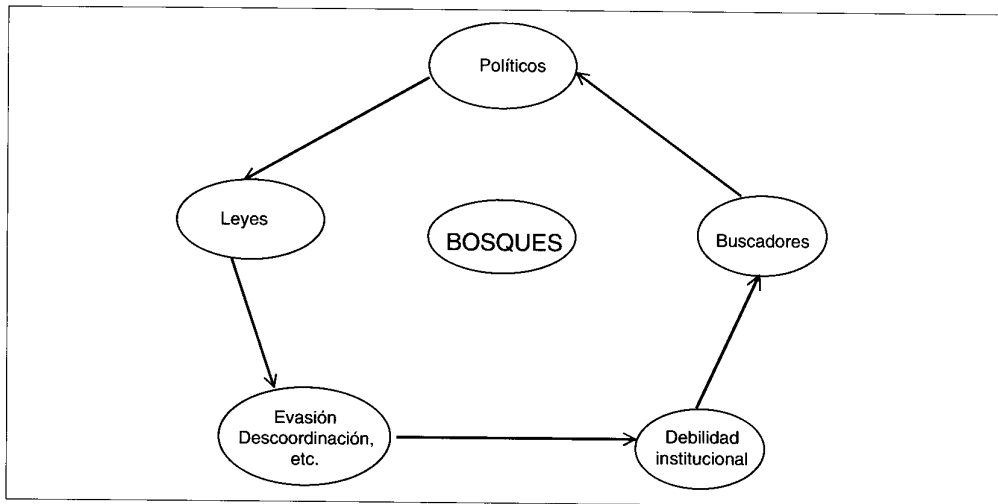 Políticos
Leyes
BOSQUES
Buscadores
Evasión
Descoordinación,
etc.
Debilidad
institucional